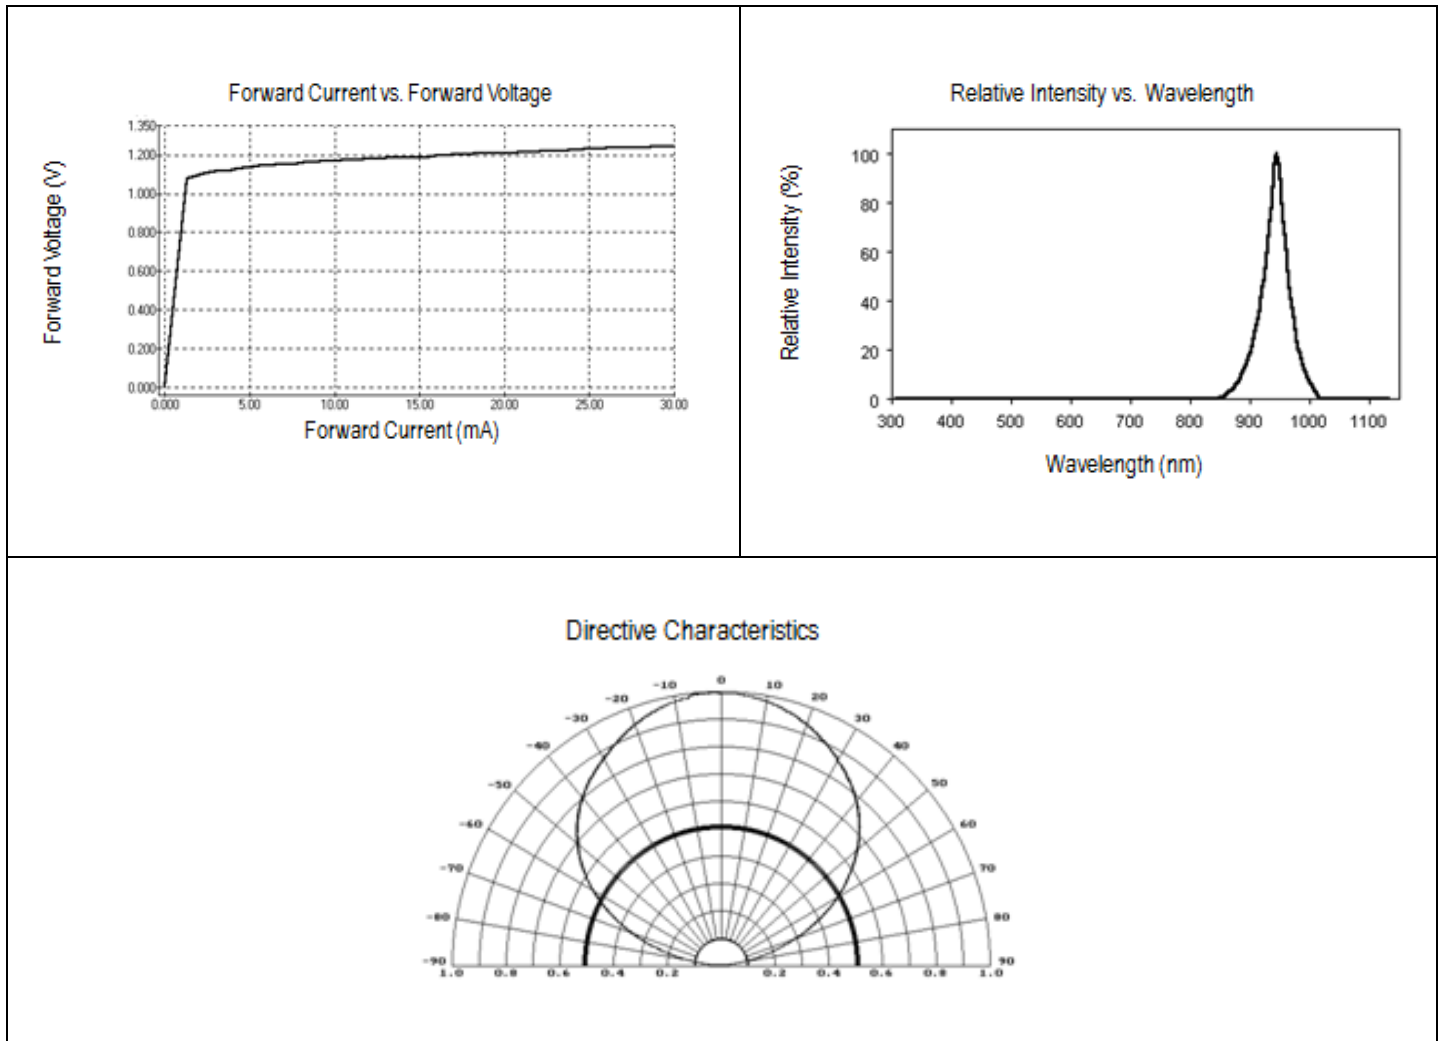 Forward Current vs. Forward Voltage
Forward Voltage (V)
1.350
1.200
1.000
0.800
0.600
0.400
0.200
0.000
0.000 5.00 10.00 15.00 20.00 25.00 30.00
Forward Current (mA)
Relative Intensity vs. Wavelength
Relative Intensity (%)
100
80
60
40
20
0
300 400 500 600 700 800 900 1000 1100
Wavelength (nm)
Directive Characteristics
-10 0 10
-20 20
-30 30
-40 40
-50 50
-60 60
-70 70
-80 80
-90 90
1.0 0.8 0.6 0.4 0.2 0.2 0.4 0.6 0.8 1.0